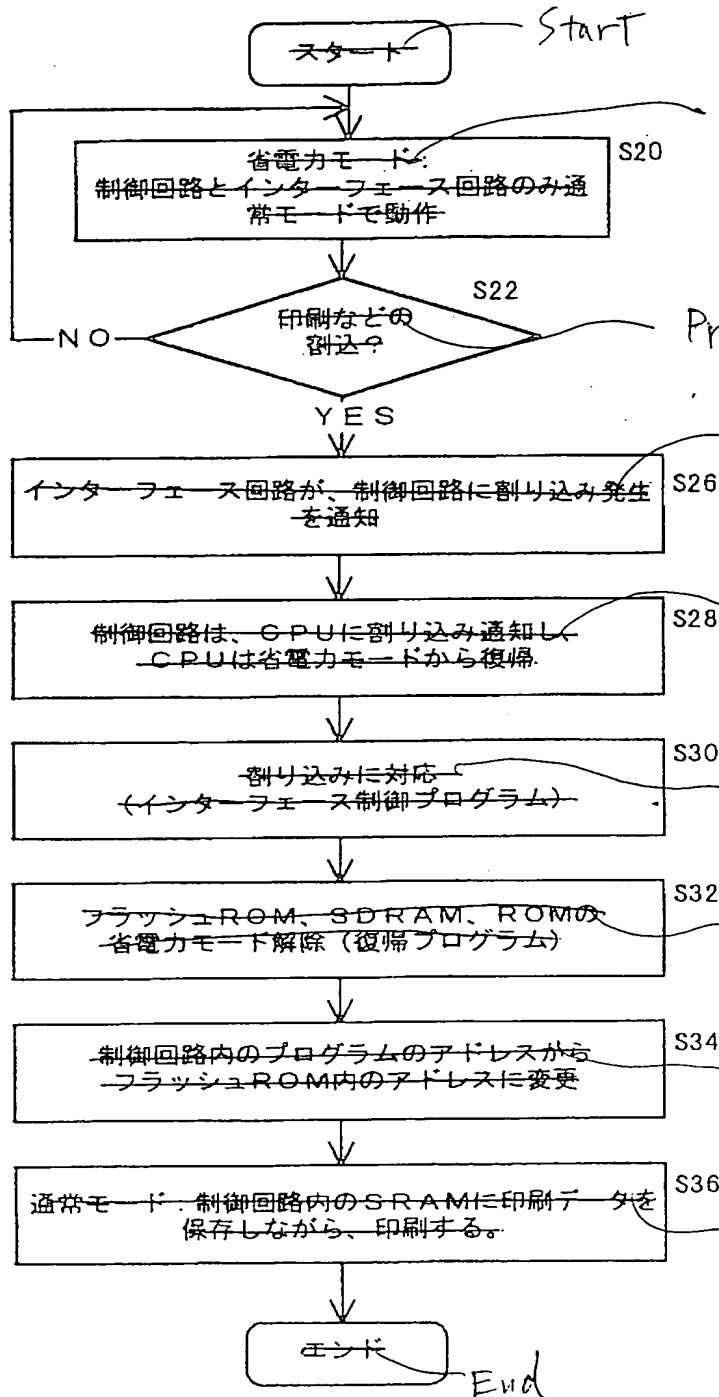 スタート
Start
省電力モード：
制御回路とインターフェース回路のみ通
常モードで動作
S20
S22
印刷などの
割込？
Pr
NO
YES
インターフェース回路が、制御回路に割り込み発生
を通知
S26
制御回路は、CPUに割り込み通知し、
CPUは省電力モードから復帰
S28
割り込みに対応
（インターフェース制御プログラム）
S30
フラッシュROM、SDRAM、ROMの
省電力モード解除（復帰プログラム）
S32
制御回路内のプログラムのアドレスから
フラッシュROM内のアドレスに変更
S34
通常モード：制御回路内のSRAMに印刷データを
保存しながら、印刷する。
S36
エンド
End